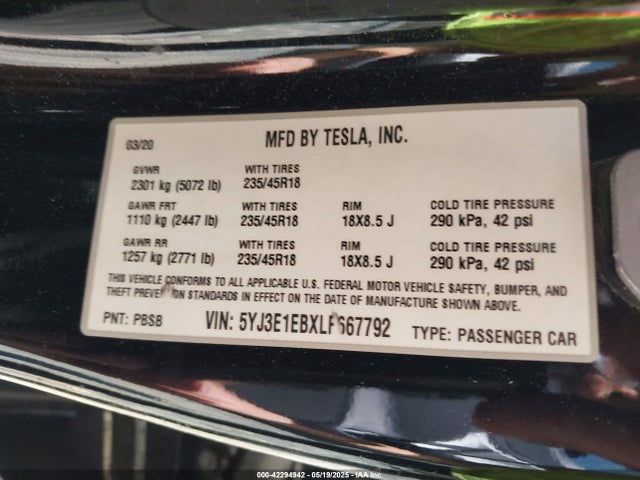 03/20 MFD BY TESLA, INC.
GVWR WITH TIRES
2301 kg (5072 lb) 235/45R18
GAWR FRT WITH TIRES RIM COLD TIRE PRESSURE
1110 kg (2447 lb) 235/45R18 18X8.5 J 290 kPa, 42 psi
GAWR RR WITH TIRES RIM COLD TIRE PRESSURE
1257 kg (2771 lb) 235/45R18 18X8.5 J 290 kPa, 42 psi
THIS VEHICLE CONFORMS TO ALL APPLICABLE U.S. FEDERAL MOTOR VEHICLE SAFETY, BUMPER, AND
THEFT PREVENTION STANDARDS IN EFFECT ON THE DATE OF MANUFACTURE SHOWN ABOVE.
PNT: PBSB VIN: 5YJ3E1EBXLF667792 TYPE: PASSENGER CAR
000-42294942 - 05/19/2025 - IAA Inc.